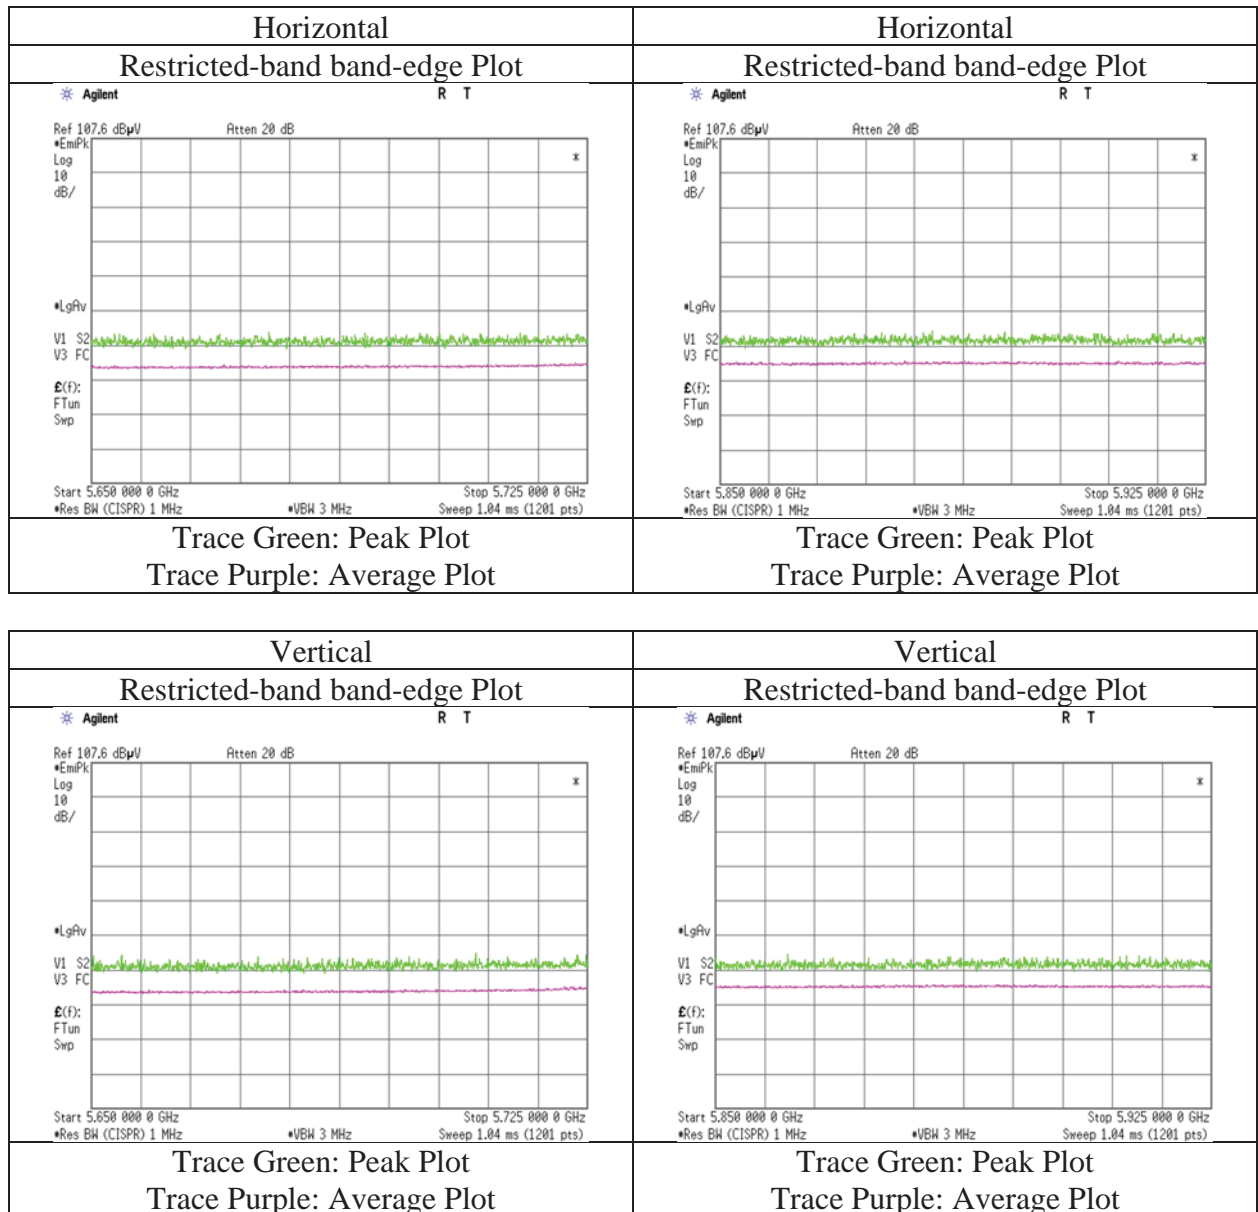 Horizontal
Horizontal
Restricted-band band-edge Plot
Restricted-band band-edge Plot
Agilent R T
Ref 107.6 dBµV Atten 20 dB
#EmiPk
Log
10
dB/
*
#LgAv
V1 S2
V3 FC
£(f):
FTun
Swp
Start 5.650 000 0 GHz Stop 5.725 000 0 GHz
#Res BW (CISPR) 1 MHz #VBW 3 MHz Sweep 1.04 ms (1201 pts)
Agilent R T
Ref 107.6 dBµV Atten 20 dB
#EmiPk
Log
10
dB/
*
#LgAv
V1 S2
V3 FC
£(f):
FTun
Swp
Start 5.850 000 0 GHz Stop 5.925 000 0 GHz
#Res BW (CISPR) 1 MHz #VBW 3 MHz Sweep 1.04 ms (1201 pts)
Trace Green: Peak Plot
Trace Purple: Average Plot
Trace Green: Peak Plot
Trace Purple: Average Plot
Vertical
Vertical
Restricted-band band-edge Plot
Restricted-band band-edge Plot
Agilent R T
Ref 107.6 dBµV Atten 20 dB
#EmiPk
Log
10
dB/
*
#LgAv
V1 S2
V3 FC
£(f):
FTun
Swp
Start 5.650 000 0 GHz Stop 5.725 000 0 GHz
#Res BW (CISPR) 1 MHz #VBW 3 MHz Sweep 1.04 ms (1201 pts)
Agilent R T
Ref 107.6 dBµV Atten 20 dB
#EmiPk
Log
10
dB/
*
#LgAv
V1 S2
V3 FC
£(f):
FTun
Swp
Start 5.850 000 0 GHz Stop 5.925 000 0 GHz
#Res BW (CISPR) 1 MHz #VBW 3 MHz Sweep 1.04 ms (1201 pts)
Trace Green: Peak Plot
Trace Purple: Average Plot
Trace Green: Peak Plot
Trace Purple: Average Plot